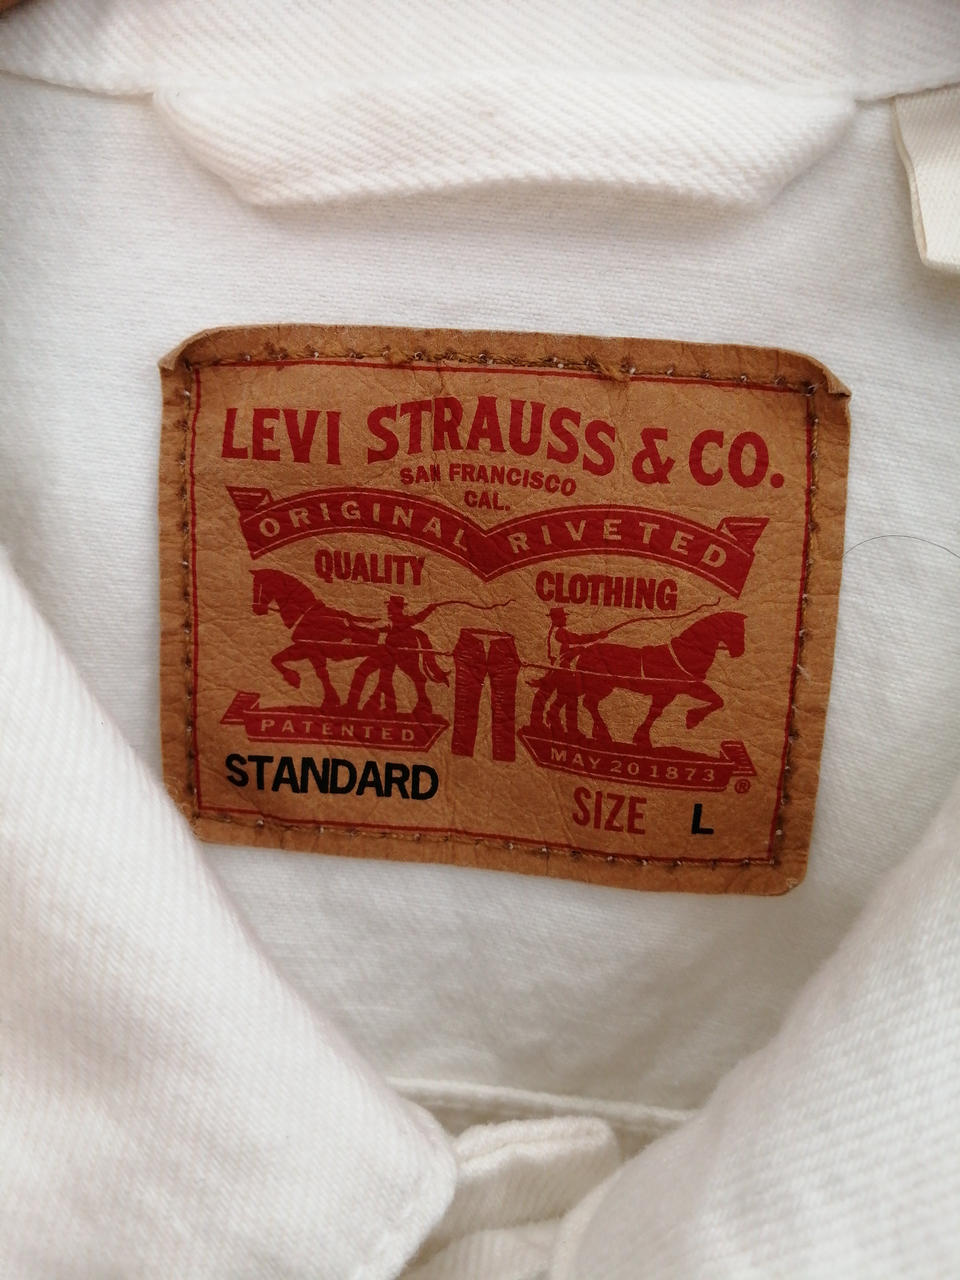 LEVI STRAUSS & CO.
SAN FRANCISCO
CAL.
ORIGINAL RIVETED
QUALITY CLOTHING
PATENTED
MAY 20 1873
®
STANDARD
SIZE L